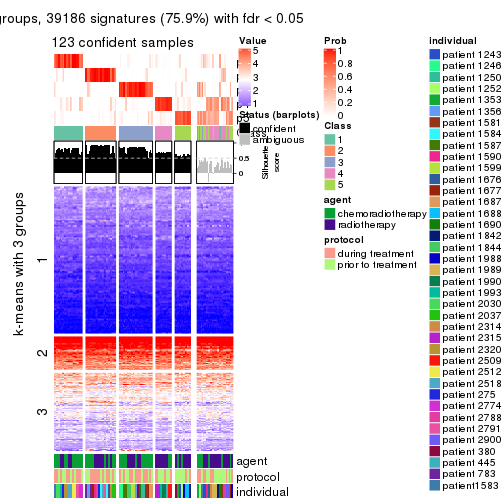 groups, 39186 signatures (75.9%) with fdr < 0.05
123 confident samples
k-means with 3 groups
1
2
3
agent
protocol
individual
Value
5
4
3
2
1
Status (barplots)
confident
ambiguous
0.5
0
Silhouette
score
Prob
1
0.8
0.6
0.4
0.2
0
Class
1
2
3
4
5
agent
chemoradiotherapy
radiotherapy
protocol
during treatment
prior to treatment
individual
patient 1243
patient 1246
patient 1250
patient 1252
patient 1353
patient 1356
patient 1581
patient 1584
patient 1587
patient 1590
patient 1599
patient 1676
patient 1677
patient 1687
patient 1688
patient 1690
patient 1842
patient 1844
patient 1988
patient 1989
patient 1990
patient 1993
patient 2030
patient 2037
patient 2314
patient 2315
patient 2320
patient 2509
patient 2512
patient 2518
patient 275
patient 2774
patient 2788
patient 2791
patient 2900
patient 380
patient 445
patient 783
patient1583